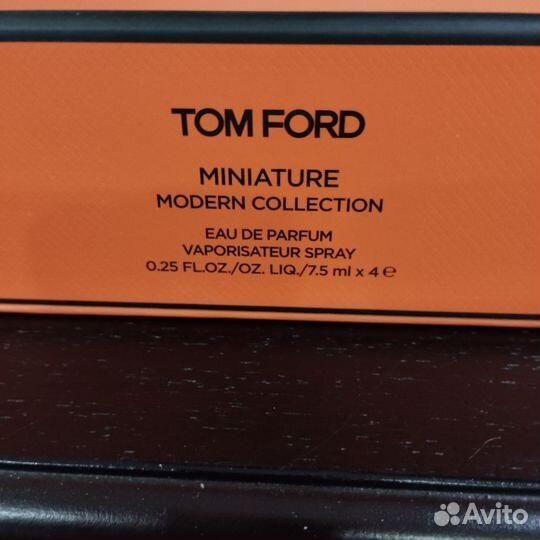 TOM FORD
MINIATURE
MODERN COLLECTION
EAU DE PARFUM
VAPORISATEUR SPRAY
0.25 FL.OZ./OZ. LIQ./7.5 ml x 4 ℮
Avito